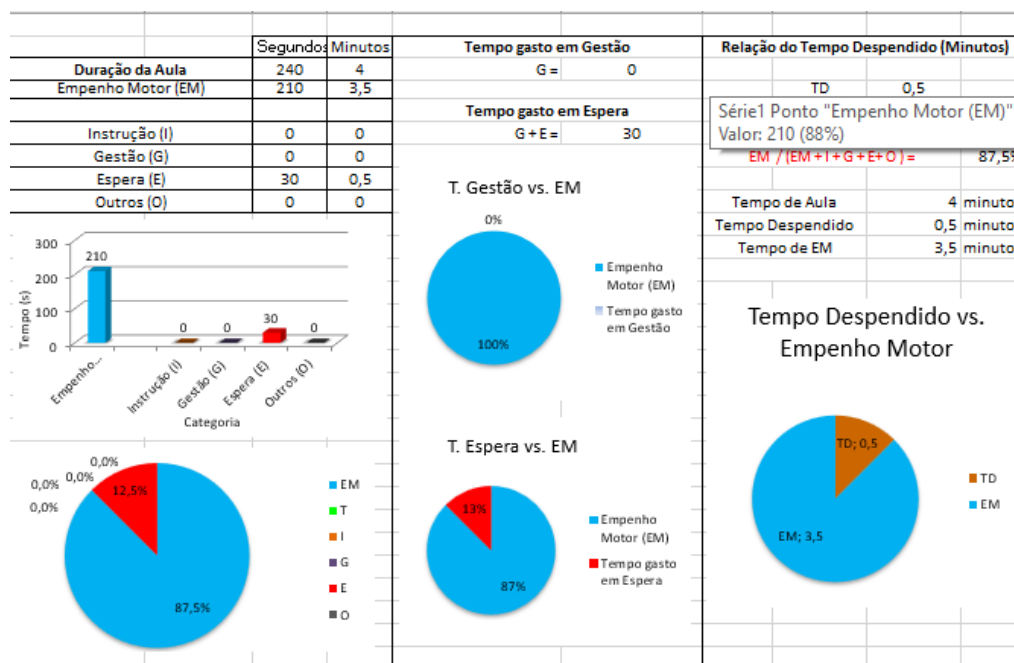 Segundos Minutos
Duração da Aula 240 4
Empenho Motor (EM) 210 3,5
Instrução (I) 0 0
Gestão (G) 0 0
Espera (E) 30 0,5
Outros (O) 0 0
300
200
100
0
Tempo (s)
210
0
0
30
0
Empenho...
Instrução (I)
Gestão (G)
Espera (E)
Outros (O)
Categoria
0,0%
0,0% 0,0%
0,0%
12,5%
87,5%
EM
T
I
G
E
O
Tempo gasto em Gestão
G = 0
Tempo gasto em Espera
G + E = 30
T. Gestão vs. EM
0%
100%
Empenho
Motor (EM)
Tempo gasto
em Gestão
T. Espera vs. EM
13%
87%
Empenho
Motor (EM)
Tempo gasto
em Espera
Relação do Tempo Despendido (Minutos)
TD 0,5
Série1 Ponto "Empenho Motor (EM)"
Valor: 210 (88%)
EM / (EM + I + G + E+ O ) = 87,5%
Tempo de Aula 4 minuto
Tempo Despendido 0,5 minuto
Tempo de EM 3,5 minuto
Tempo Despendido vs.
Empenho Motor
TD; 0,5
EM; 3,5
TD
EM